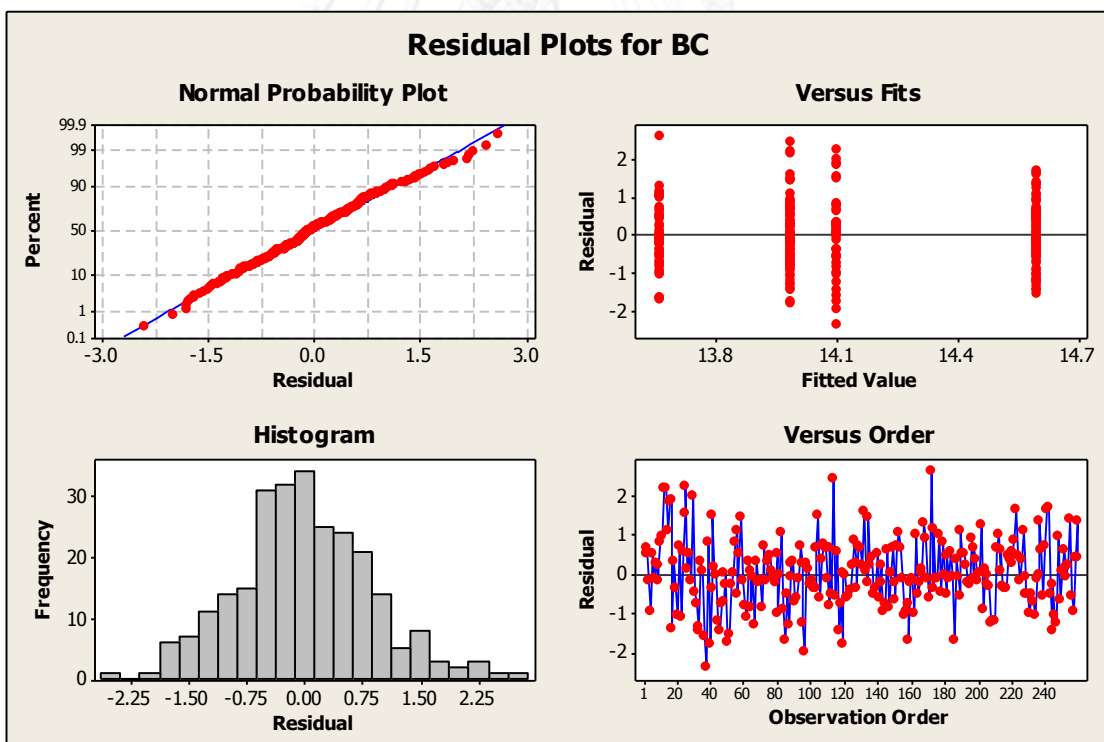 Residual Plots for BC
Normal Probability Plot
Percent
99.9
99
90
50
10
1
0.1
-3.0 -1.5 0.0 1.5 3.0
Residual
Versus Fits
Residual
2
1
0
-1
-2
13.8 14.1 14.4 14.7
Fitted Value
Histogram
Frequency
30
20
10
0
-2.25 -1.50 -0.75 0.00 0.75 1.50 2.25
Residual
Versus Order
Residual
2
1
0
-1
-2
1 20 40 60 80 100 120 140 160 180 200 220 240
Observation Order